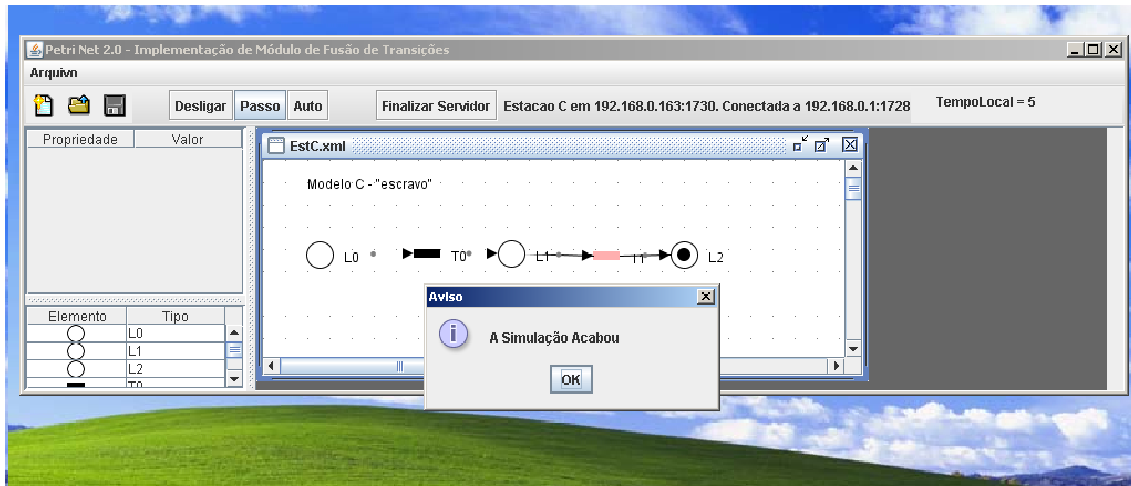 Petri Net 2.0 - Implementação de Módulo de Fusão de Transições
Arquivo
Desligar Passo Auto Finalizar Servidor Estacao C em 192.168.0.163:1730. Conectada a 192.168.0.1:1728 TempoLocal = 5
Propriedade Valor
EstC.xml
Modelo C - "escravo"
L0 T0 L1 T1 L2
Aviso
A Simulação Acabou
OK
Elemento Tipo
L0
L1
L2
T0